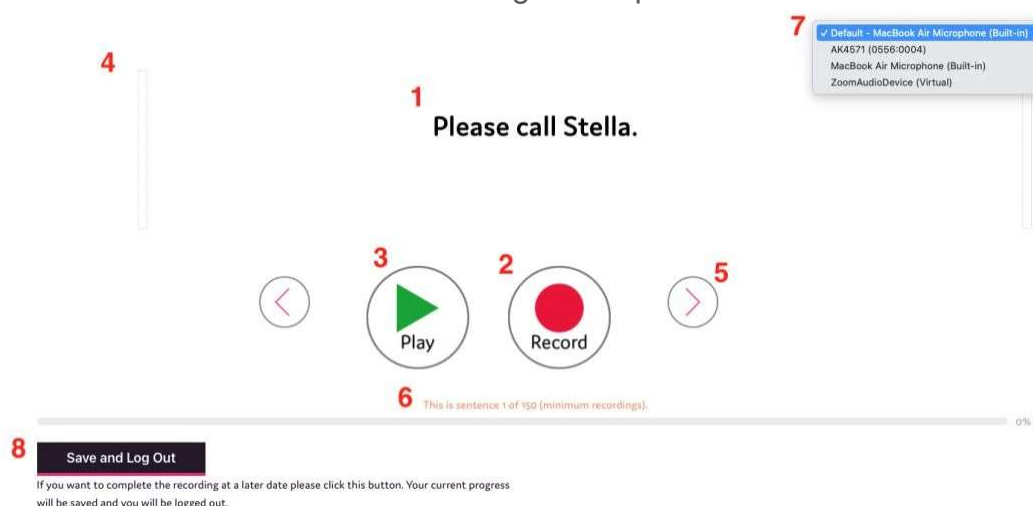 7
✓ Default - MacBook Air Microphone (Built-in)
AK4571 (0556:0004)
MacBook Air Microphone (Built-in)
ZoomAudioDevice (Virtual)
4
1
Please call Stella.
3
2
5
Play
Record
6
This is sentence 1 of 150 (minimum recordings).
0%
8
Save and Log Out
If you want to complete the recording at a later date please click this button. Your current progress
will be saved and you will be logged out.